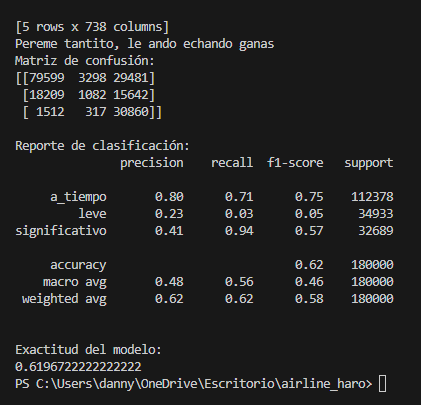 [5 rows x 738 columns]
Pereme tantito, le ando echando ganas
Matriz de confusión:
[[79599  3298 29481]
 [18209  1082 15642]
 [ 1512   317 30860]]
Reporte de clasificación:
              precision    recall  f1-score   support
    a_tiempo       0.80      0.71      0.75    112378
        leve       0.23      0.03      0.05     34933
significativo       0.41      0.94      0.57     32689
    accuracy                           0.62    180000
   macro avg       0.48      0.56      0.46    180000
weighted avg       0.62      0.62      0.58    180000
Exactitud del modelo:
0.6196722222222222
PS C:\Users\danny\OneDrive\Escritorio\airline_haro>